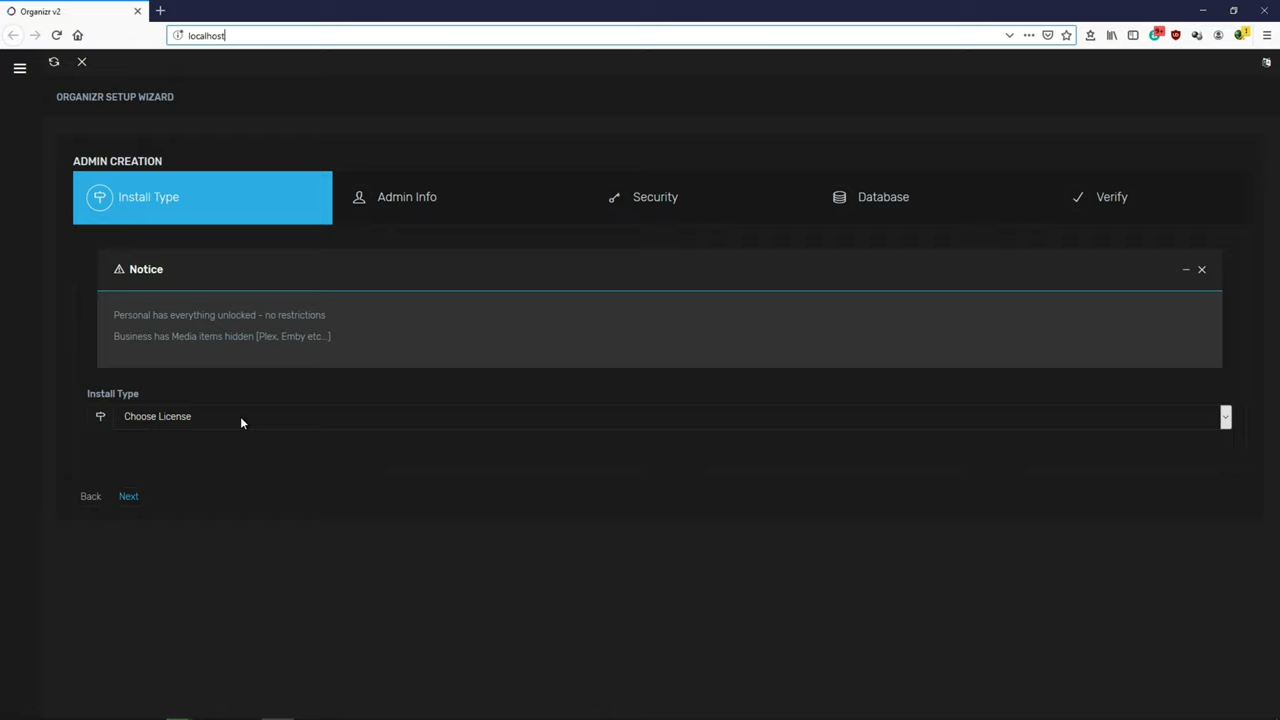 Organizr v2
localhost
9+
ORGANIZR SETUP WIZARD
ADMIN CREATION
Install Type
Admin Info
Security
Database
Verify
Notice
Personal has everything unlocked - no restrictions
Business has Media items hidden [Plex, Emby etc...]
Install Type
Choose License
Back
Next